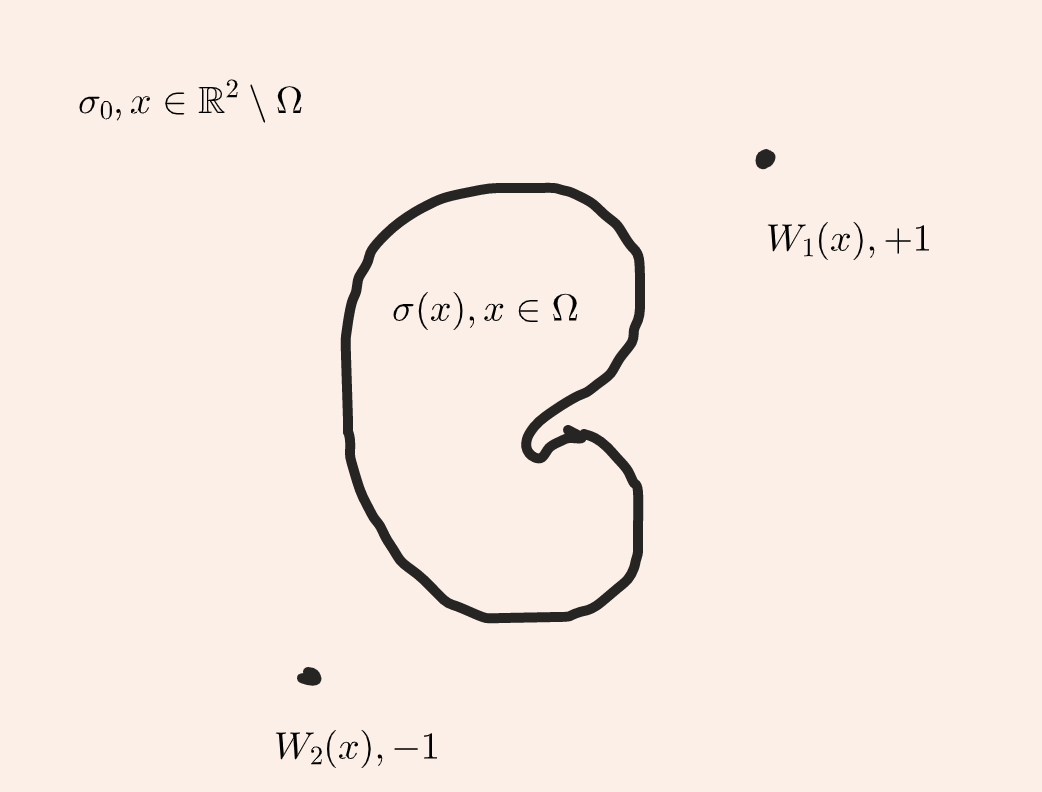 σ₀, x ∈ ℝ² \ Ω
W₁(x), +1
σ(x), x ∈ Ω
W₂(x), −1